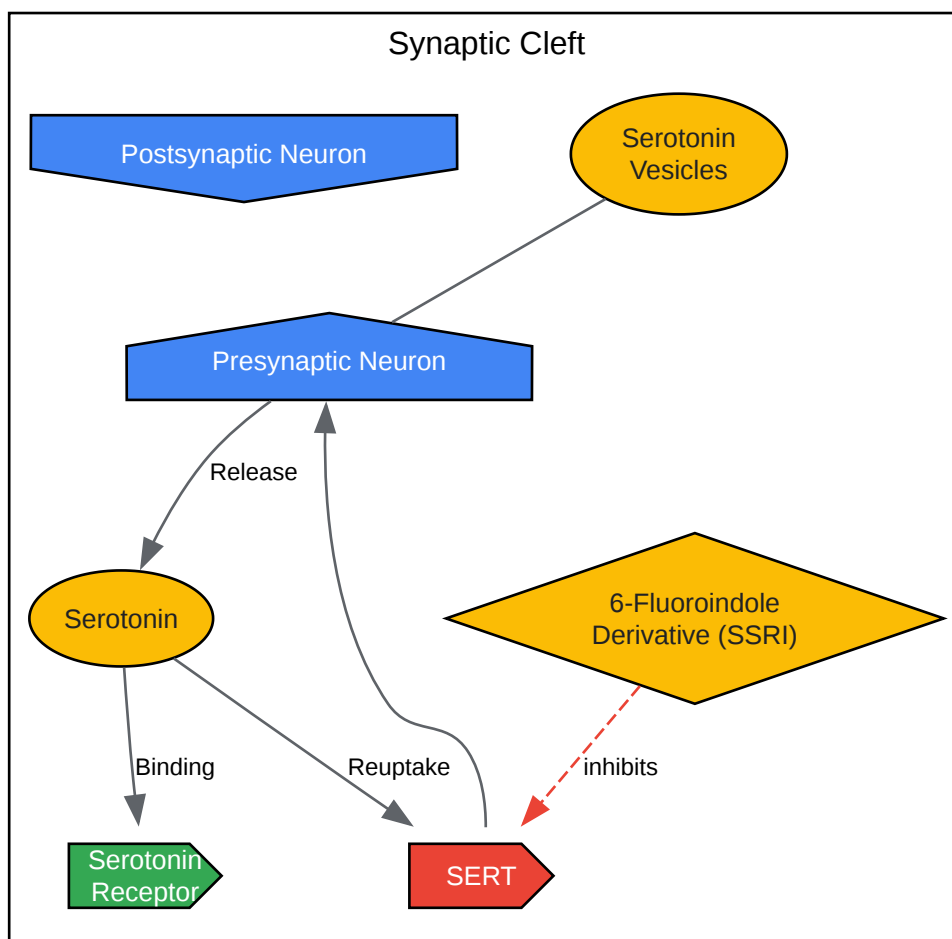 Synaptic Cleft
Postsynaptic Neuron
Serotonin
Vesicles
Presynaptic Neuron
Release
Serotonin
6-Fluoroindole
Derivative (SSRI)
Binding
Reuptake
inhibits
Serotonin
Receptor
SERT